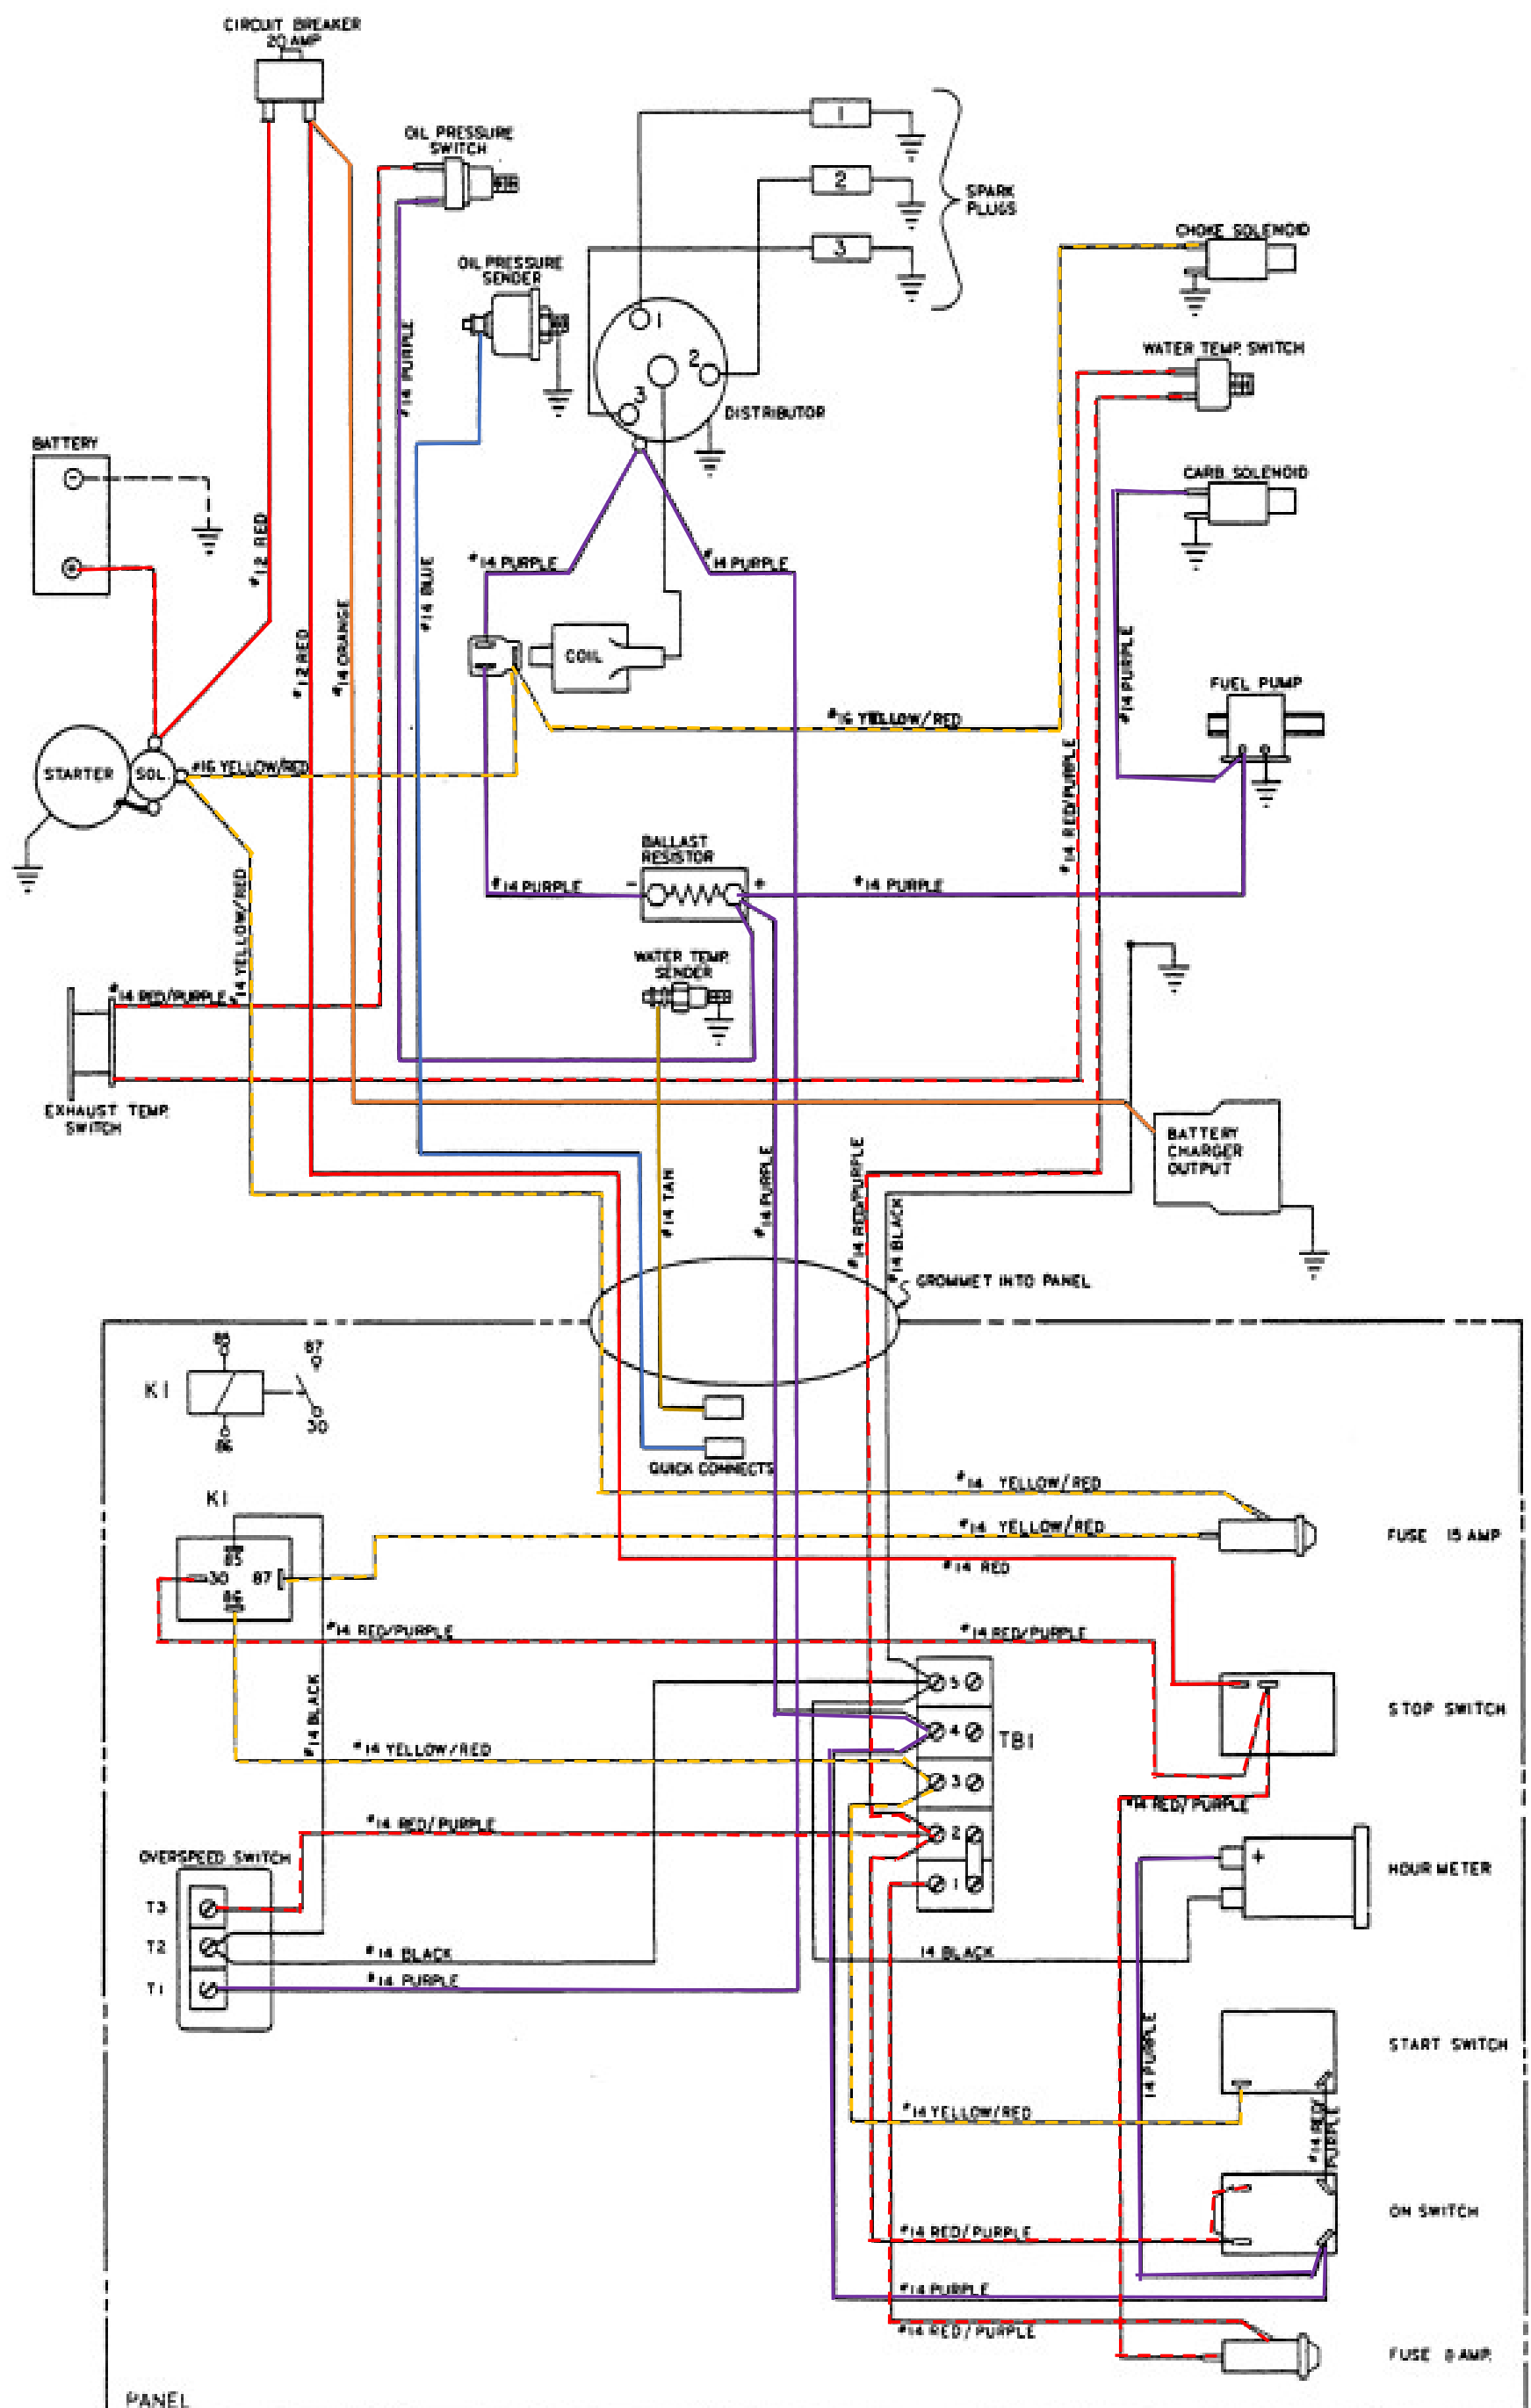 CIRCUIT BREAKER
20 AMP
OIL PRESSURE
SWITCH
1
2
3
SPARK
PLUGS
CHOKE SOLENOID
OIL PRESSURE
SENDER
1
2
3
DISTRIBUTOR
#14 PURPLE
WATER TEMP. SWITCH
BATTERY
-
+
CARB. SOLENOID
#12 RED
#14 PURPLE
#14 PURPLE
#14 BLUE
#12 RED
#14 ORANGE
COIL
#14 PURPLE
FUEL PUMP
#16 YELLOW/RED
STARTER
SOL.
#16 YELLOW/RED
#14 RED/PURPLE
BALLAST
RESISTOR
- +
#14 PURPLE
#14 PURPLE
#14 YELLOW/RED
WATER TEMP.
SENDER
#14 RED/PURPLE
EXHAUST TEMP.
SWITCH
BATTERY
CHARGER
OUTPUT
#14 TAN
#14 PURPLE
#14 RED/PURPLE
#14 BLACK
GROMMET INTO PANEL
K1
87
30
86
QUICK CONNECTS
#14 YELLOW/RED
K1
#14 YELLOW/RED
FUSE 15 AMP
85
30
87
86
#14 RED
#14 RED/PURPLE
#14 RED/PURPLE
#14 BLACK
5
4
3
2
1
TB1
STOP SWITCH
#14 YELLOW/RED
#14 RED/PURPLE
#14 RED/PURPLE
OVERSPEED SWITCH
T3
T2
T1
+
HOUR METER
#14 BLACK
14 BLACK
#14 PURPLE
14 PURPLE
START SWITCH
#14 YELLOW/RED
#14 RED/
PURPLE
ON SWITCH
#14 RED/PURPLE
#14 PURPLE
#14 RED/PURPLE
FUSE 8 AMP.
PANEL